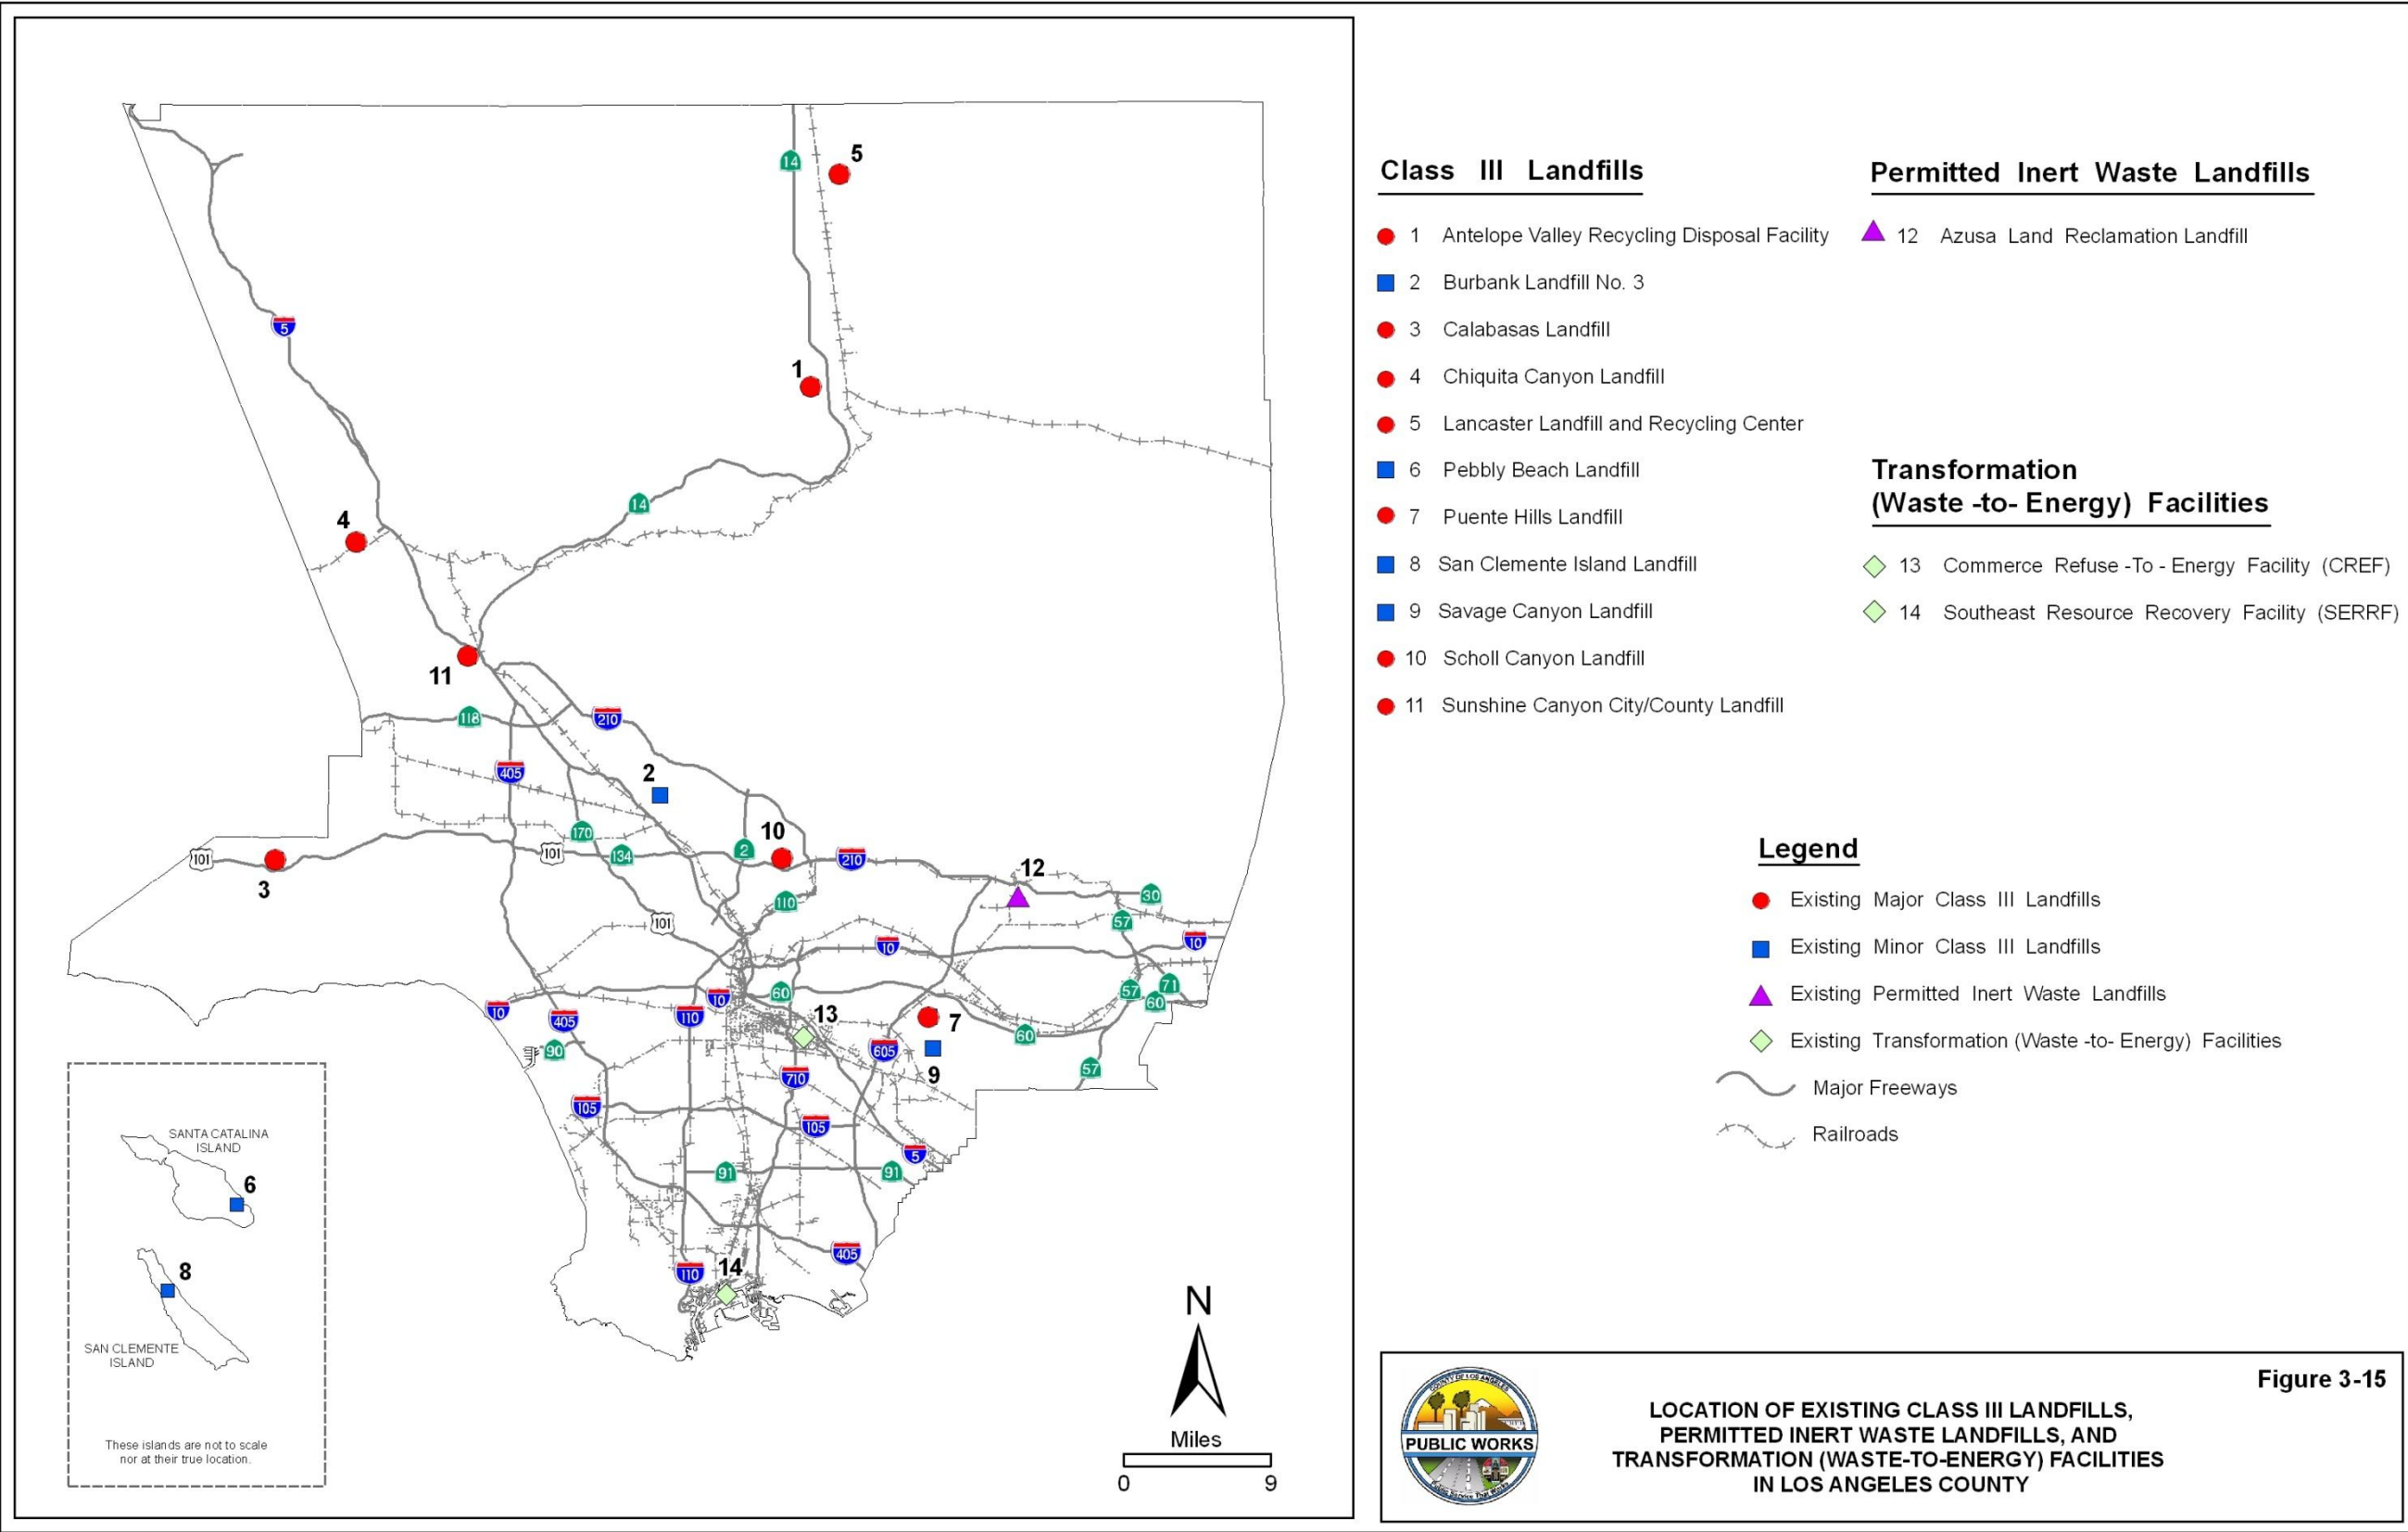 14
5
5
1
14
4
11
118
210
405
2
170
10
101
101
134
2
210
3
12
110
30
57
101
10
10
71
57
60
60
10
10
110
13
7
405
60
90
605
9
57
710
105
105
5
91
91
405
110
14
SANTA CATALINA
ISLAND
6
8
SAN CLEMENTE
ISLAND
These islands are not to scale
nor at their true location.
N
Miles
0 9
Class III Landfills
1 Antelope Valley Recycling Disposal Facility
2 Burbank Landfill No. 3
3 Calabasas Landfill
4 Chiquita Canyon Landfill
5 Lancaster Landfill and Recycling Center
6 Pebbly Beach Landfill
7 Puente Hills Landfill
8 San Clemente Island Landfill
9 Savage Canyon Landfill
10 Scholl Canyon Landfill
11 Sunshine Canyon City/County Landfill
Permitted Inert Waste Landfills
12 Azusa Land Reclamation Landfill
Transformation
(Waste -to- Energy) Facilities
13 Commerce Refuse -To - Energy Facility (CREF)
14 Southeast Resource Recovery Facility (SERRF)
Legend
Existing Major Class III Landfills
Existing Minor Class III Landfills
Existing Permitted Inert Waste Landfills
Existing Transformation (Waste -to- Energy) Facilities
Major Freeways
Railroads
COUNTY OF LOS ANGELES
PUBLIC WORKS
Figure 3-15
LOCATION OF EXISTING CLASS III LANDFILLS,
PERMITTED INERT WASTE LANDFILLS, AND
TRANSFORMATION (WASTE-TO-ENERGY) FACILITIES
IN LOS ANGELES COUNTY